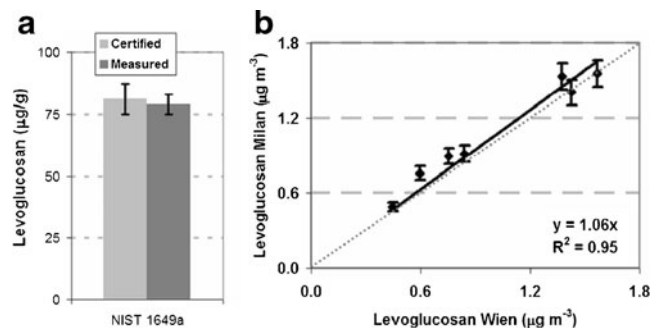 a
100
75
50
25
0
Levoglucosan (µg/g)
Certified
Measured
NIST 1649a
b
1.8
1.2
0.6
0.0
Levoglucosan Milan (µg m⁻³)
y = 1.06x
R² = 0.95
0.0 0.6 1.2 1.8
Levoglucosan Wien (µg m⁻³)